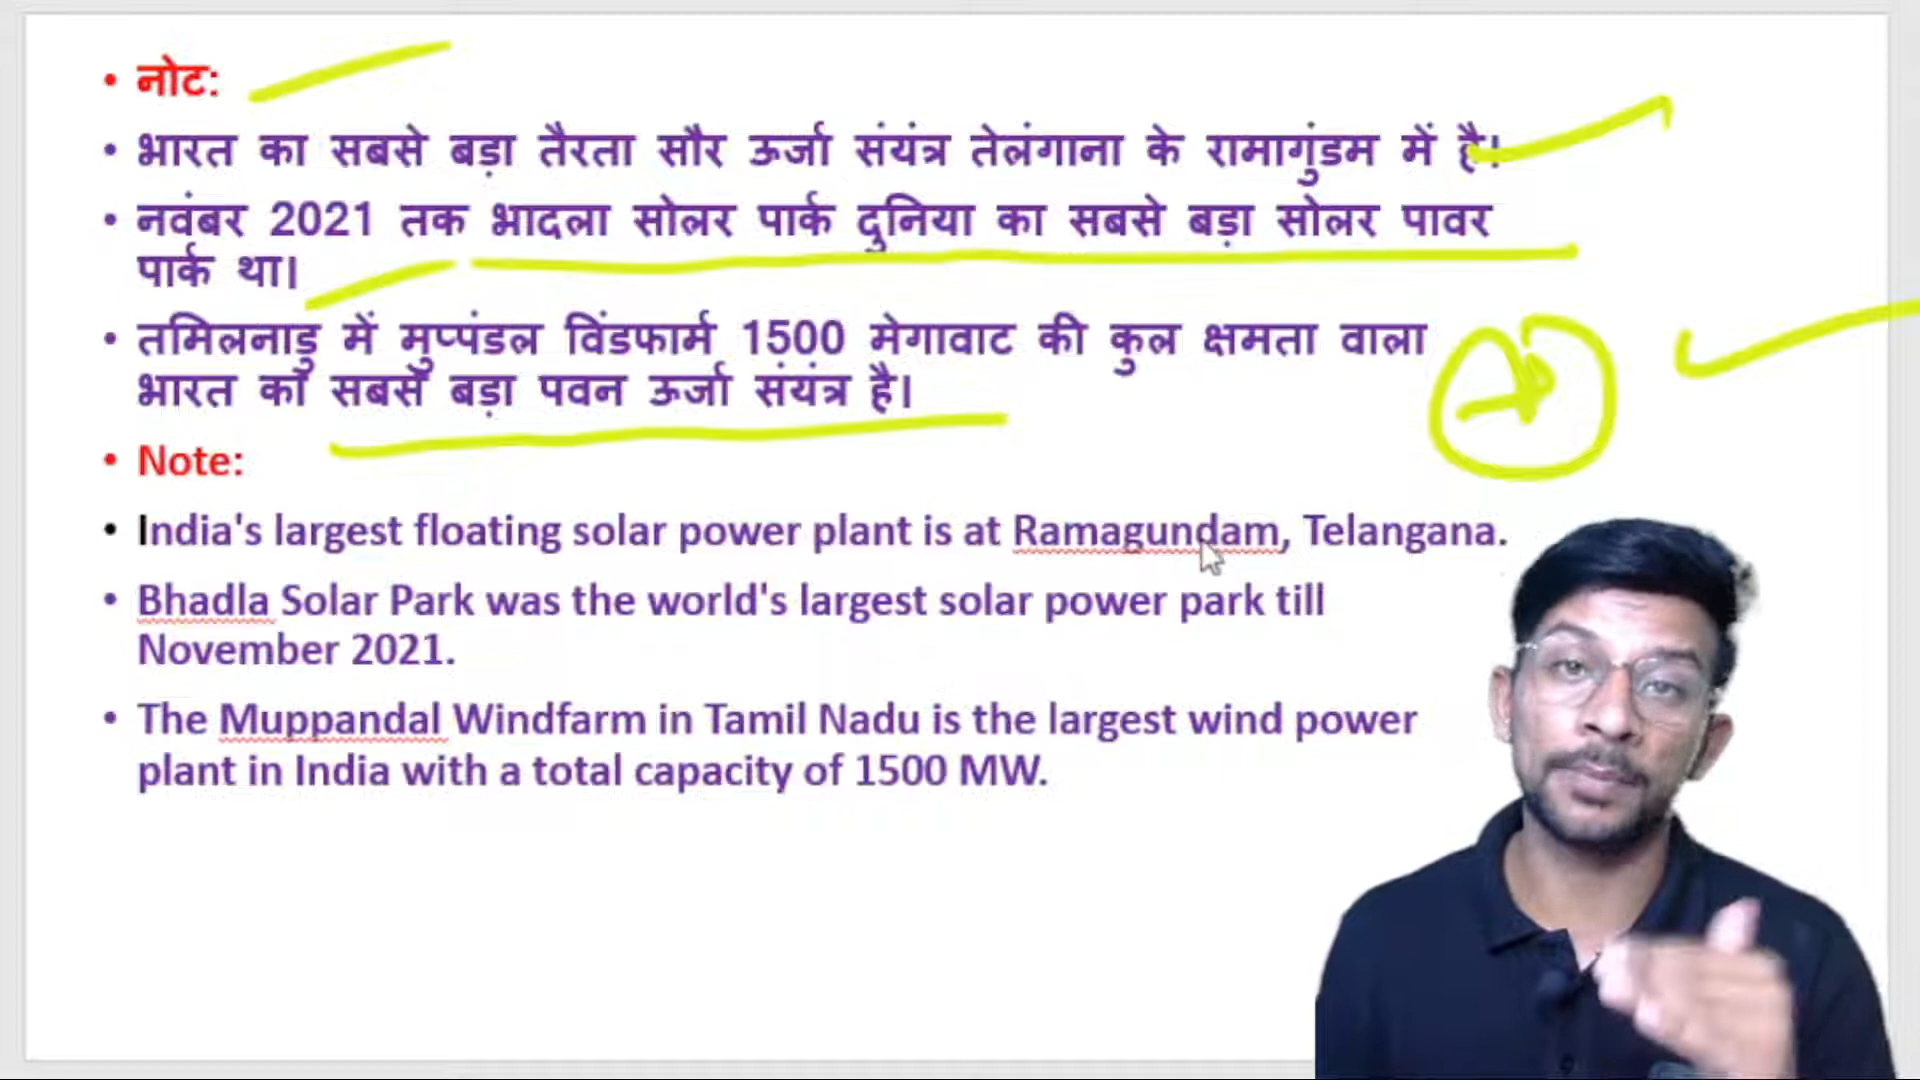 • नोट:
• भारत का सबसे बड़ा तैरता सौर ऊर्जा संयंत्र तेलंगाना के रामागुंडम में है।
• नवंबर 2021 तक भादला सोलर पार्क दुनिया का सबसे बड़ा सोलर पावर
पार्क था।
• तमिलनाडु में मुप्पंडल विंडफार्म 1500 मेगावाट की कुल क्षमता वाला
भारत का सबसे बड़ा पवन ऊर्जा संयंत्र है।
• Note:
• India's largest floating solar power plant is at Ramagundam, Telangana.
• Bhadla Solar Park was the world's largest solar power park till
November 2021.
• The Muppandal Windfarm in Tamil Nadu is the largest wind power
plant in India with a total capacity of 1500 MW.